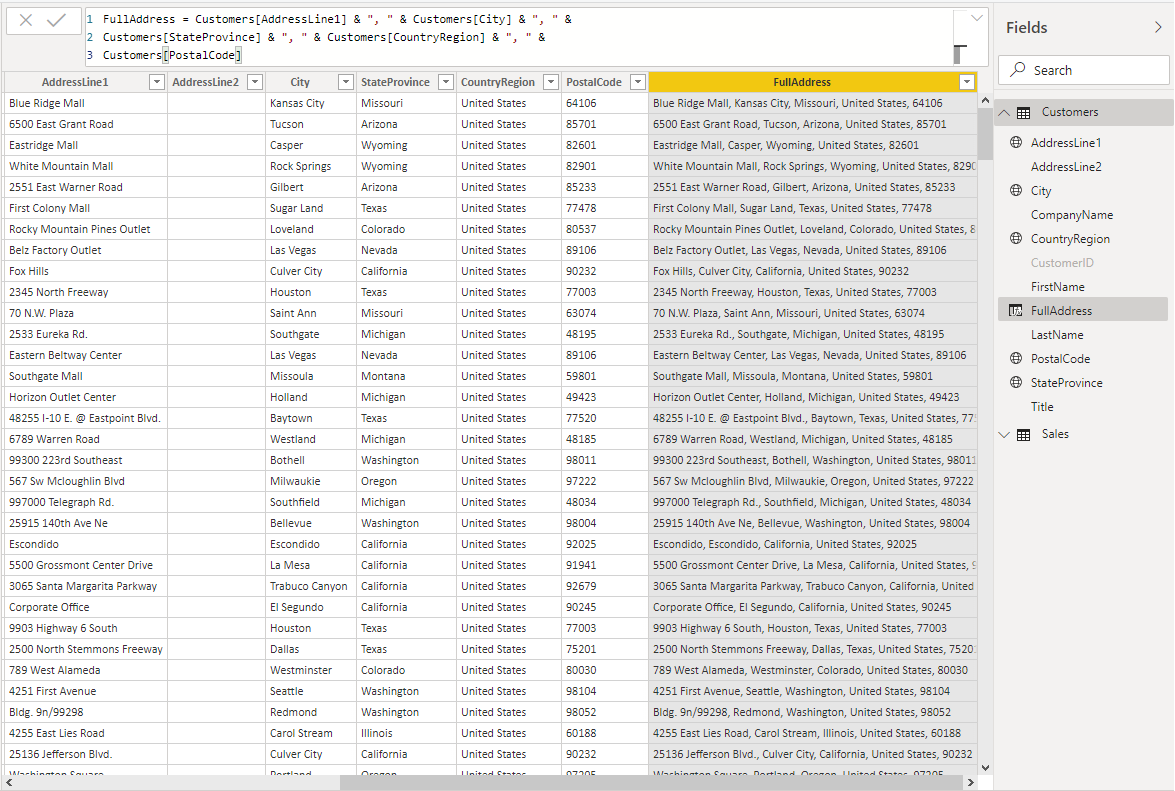 1 FullAddress = Customers[AddressLine1] & ", " & Customers[City] & ", " &
2 Customers[StateProvince] & ", " & Customers[CountryRegion] & ", " &
3 Customers[PostalCode]
AddressLine1 AddressLine2 City StateProvince CountryRegion PostalCode FullAddress
Blue Ridge Mall Kansas City Missouri United States 64106 Blue Ridge Mall, Kansas City, Missouri, United States, 64106
6500 East Grant Road Tucson Arizona United States 85701 6500 East Grant Road, Tucson, Arizona, United States, 85701
Eastridge Mall Casper Wyoming United States 82601 Eastridge Mall, Casper, Wyoming, United States, 82601
White Mountain Mall Rock Springs Wyoming United States 82901 White Mountain Mall, Rock Springs, Wyoming, United States, 8290
2551 East Warner Road Gilbert Arizona United States 85233 2551 East Warner Road, Gilbert, Arizona, United States, 85233
First Colony Mall Sugar Land Texas United States 77478 First Colony Mall, Sugar Land, Texas, United States, 77478
Rocky Mountain Pines Outlet Loveland Colorado United States 80537 Rocky Mountain Pines Outlet, Loveland, Colorado, United States, 8
Belz Factory Outlet Las Vegas Nevada United States 89106 Belz Factory Outlet, Las Vegas, Nevada, United States, 89106
Fox Hills Culver City California United States 90232 Fox Hills, Culver City, California, United States, 90232
2345 North Freeway Houston Texas United States 77003 2345 North Freeway, Houston, Texas, United States, 77003
70 N.W. Plaza Saint Ann Missouri United States 63074 70 N.W. Plaza, Saint Ann, Missouri, United States, 63074
2533 Eureka Rd. Southgate Michigan United States 48195 2533 Eureka Rd., Southgate, Michigan, United States, 48195
Eastern Beltway Center Las Vegas Nevada United States 89106 Eastern Beltway Center, Las Vegas, Nevada, United States, 89106
Southgate Mall Missoula Montana United States 59801 Southgate Mall, Missoula, Montana, United States, 59801
Horizon Outlet Center Holland Michigan United States 49423 Horizon Outlet Center, Holland, Michigan, United States, 49423
48255 I-10 E. @ Eastpoint Blvd. Baytown Texas United States 77520 48255 I-10 E. @ Eastpoint Blvd., Baytown, Texas, United States, 775
6789 Warren Road Westland Michigan United States 48185 6789 Warren Road, Westland, Michigan, United States, 48185
99300 223rd Southeast Bothell Washington United States 98011 99300 223rd Southeast, Bothell, Washington, United States, 98011
567 Sw Mcloughlin Blvd Milwaukie Oregon United States 97222 567 Sw Mcloughlin Blvd, Milwaukie, Oregon, United States, 97222
997000 Telegraph Rd. Southfield Michigan United States 48034 997000 Telegraph Rd., Southfield, Michigan, United States, 48034
25915 140th Ave Ne Bellevue Washington United States 98004 25915 140th Ave Ne, Bellevue, Washington, United States, 98004
Escondido Escondido California United States 92025 Escondido, Escondido, California, United States, 92025
5500 Grossmont Center Drive La Mesa California United States 91941 5500 Grossmont Center Drive, La Mesa, California, United States, 9
3065 Santa Margarita Parkway Trabuco Canyon California United States 92679 3065 Santa Margarita Parkway, Trabuco Canyon, California, United
Corporate Office El Segundo California United States 90245 Corporate Office, El Segundo, California, United States, 90245
9903 Highway 6 South Houston Texas United States 77003 9903 Highway 6 South, Houston, Texas, United States, 77003
2500 North Stemmons Freeway Dallas Texas United States 75201 2500 North Stemmons Freeway, Dallas, Texas, United States, 7520
789 West Alameda Westminster Colorado United States 80030 789 West Alameda, Westminster, Colorado, United States, 80030
4251 First Avenue Seattle Washington United States 98104 4251 First Avenue, Seattle, Washington, United States, 98104
Bldg. 9n/99298 Redmond Washington United States 98052 Bldg. 9n/99298, Redmond, Washington, United States, 98052
4255 East Lies Road Carol Stream Illinois United States 60188 4255 East Lies Road, Carol Stream, Illinois, United States, 60188
25136 Jefferson Blvd. Culver City California United States 90232 25136 Jefferson Blvd., Culver City, California, United States, 90232
Washington Square Portland Oregon United States 97205 Washington Square, Portland, Oregon, United States, 97205
Fields
Search
Customers
AddressLine1
AddressLine2
City
CompanyName
CountryRegion
CustomerID
FirstName
FullAddress
LastName
PostalCode
StateProvince
Title
Sales